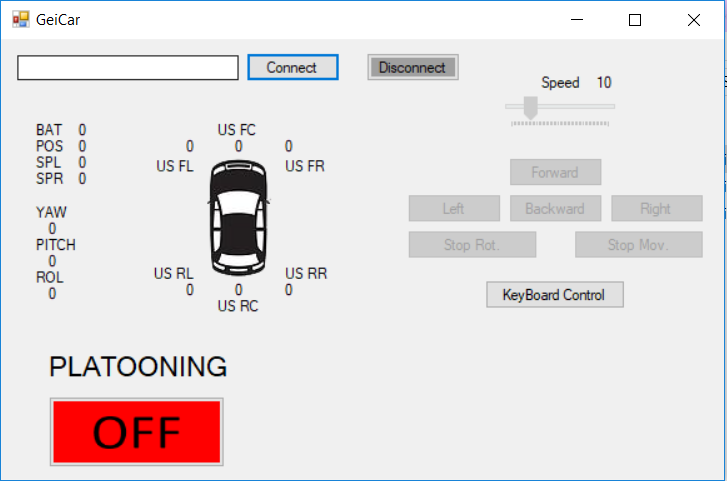 GeiCar
Connect Disconnect
Speed 10
BAT 0
POS 0
SPL 0
SPR 0
YAW
0
PITCH
0
ROL
0
US FC
0 0 0
US FL US FR
US RL US RR
0 0 0
US RC
Forward
Left Backward Right
Stop Rot. Stop Mov.
KeyBoard Control
PLATOONING
OFF